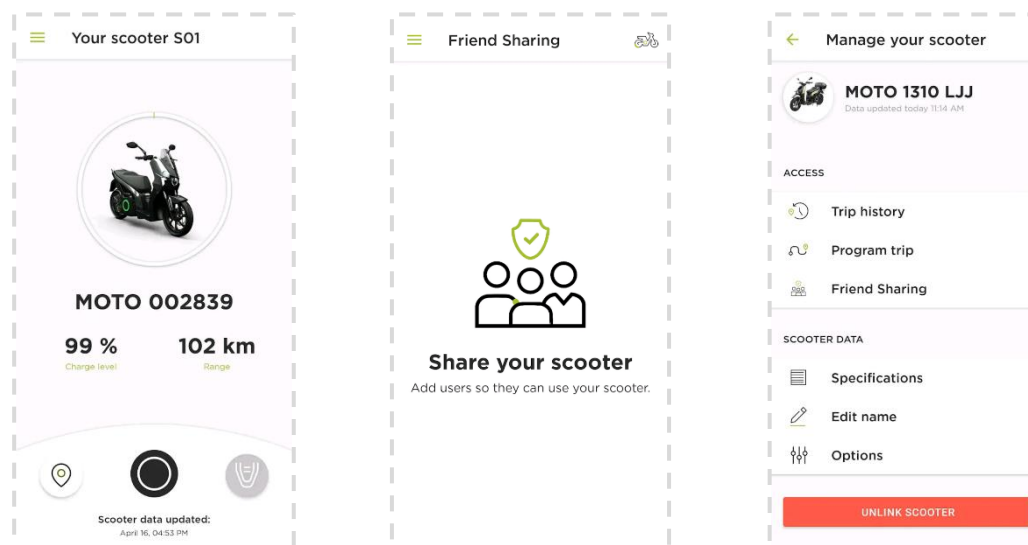 Your scooter S01
MOTO 002839
99 % 102 km
Charge level Range
Scooter data updated:
April 16, 04:53 PM
Friend Sharing
Share your scooter
Add users so they can use your scooter.
Manage your scooter
MOTO 1310 LJJ
Data updated today 11:14 AM
ACCESS
Trip history
Program trip
Friend Sharing
SCOOTER DATA
Specifications
Edit name
Options
UNLINK SCOOTER